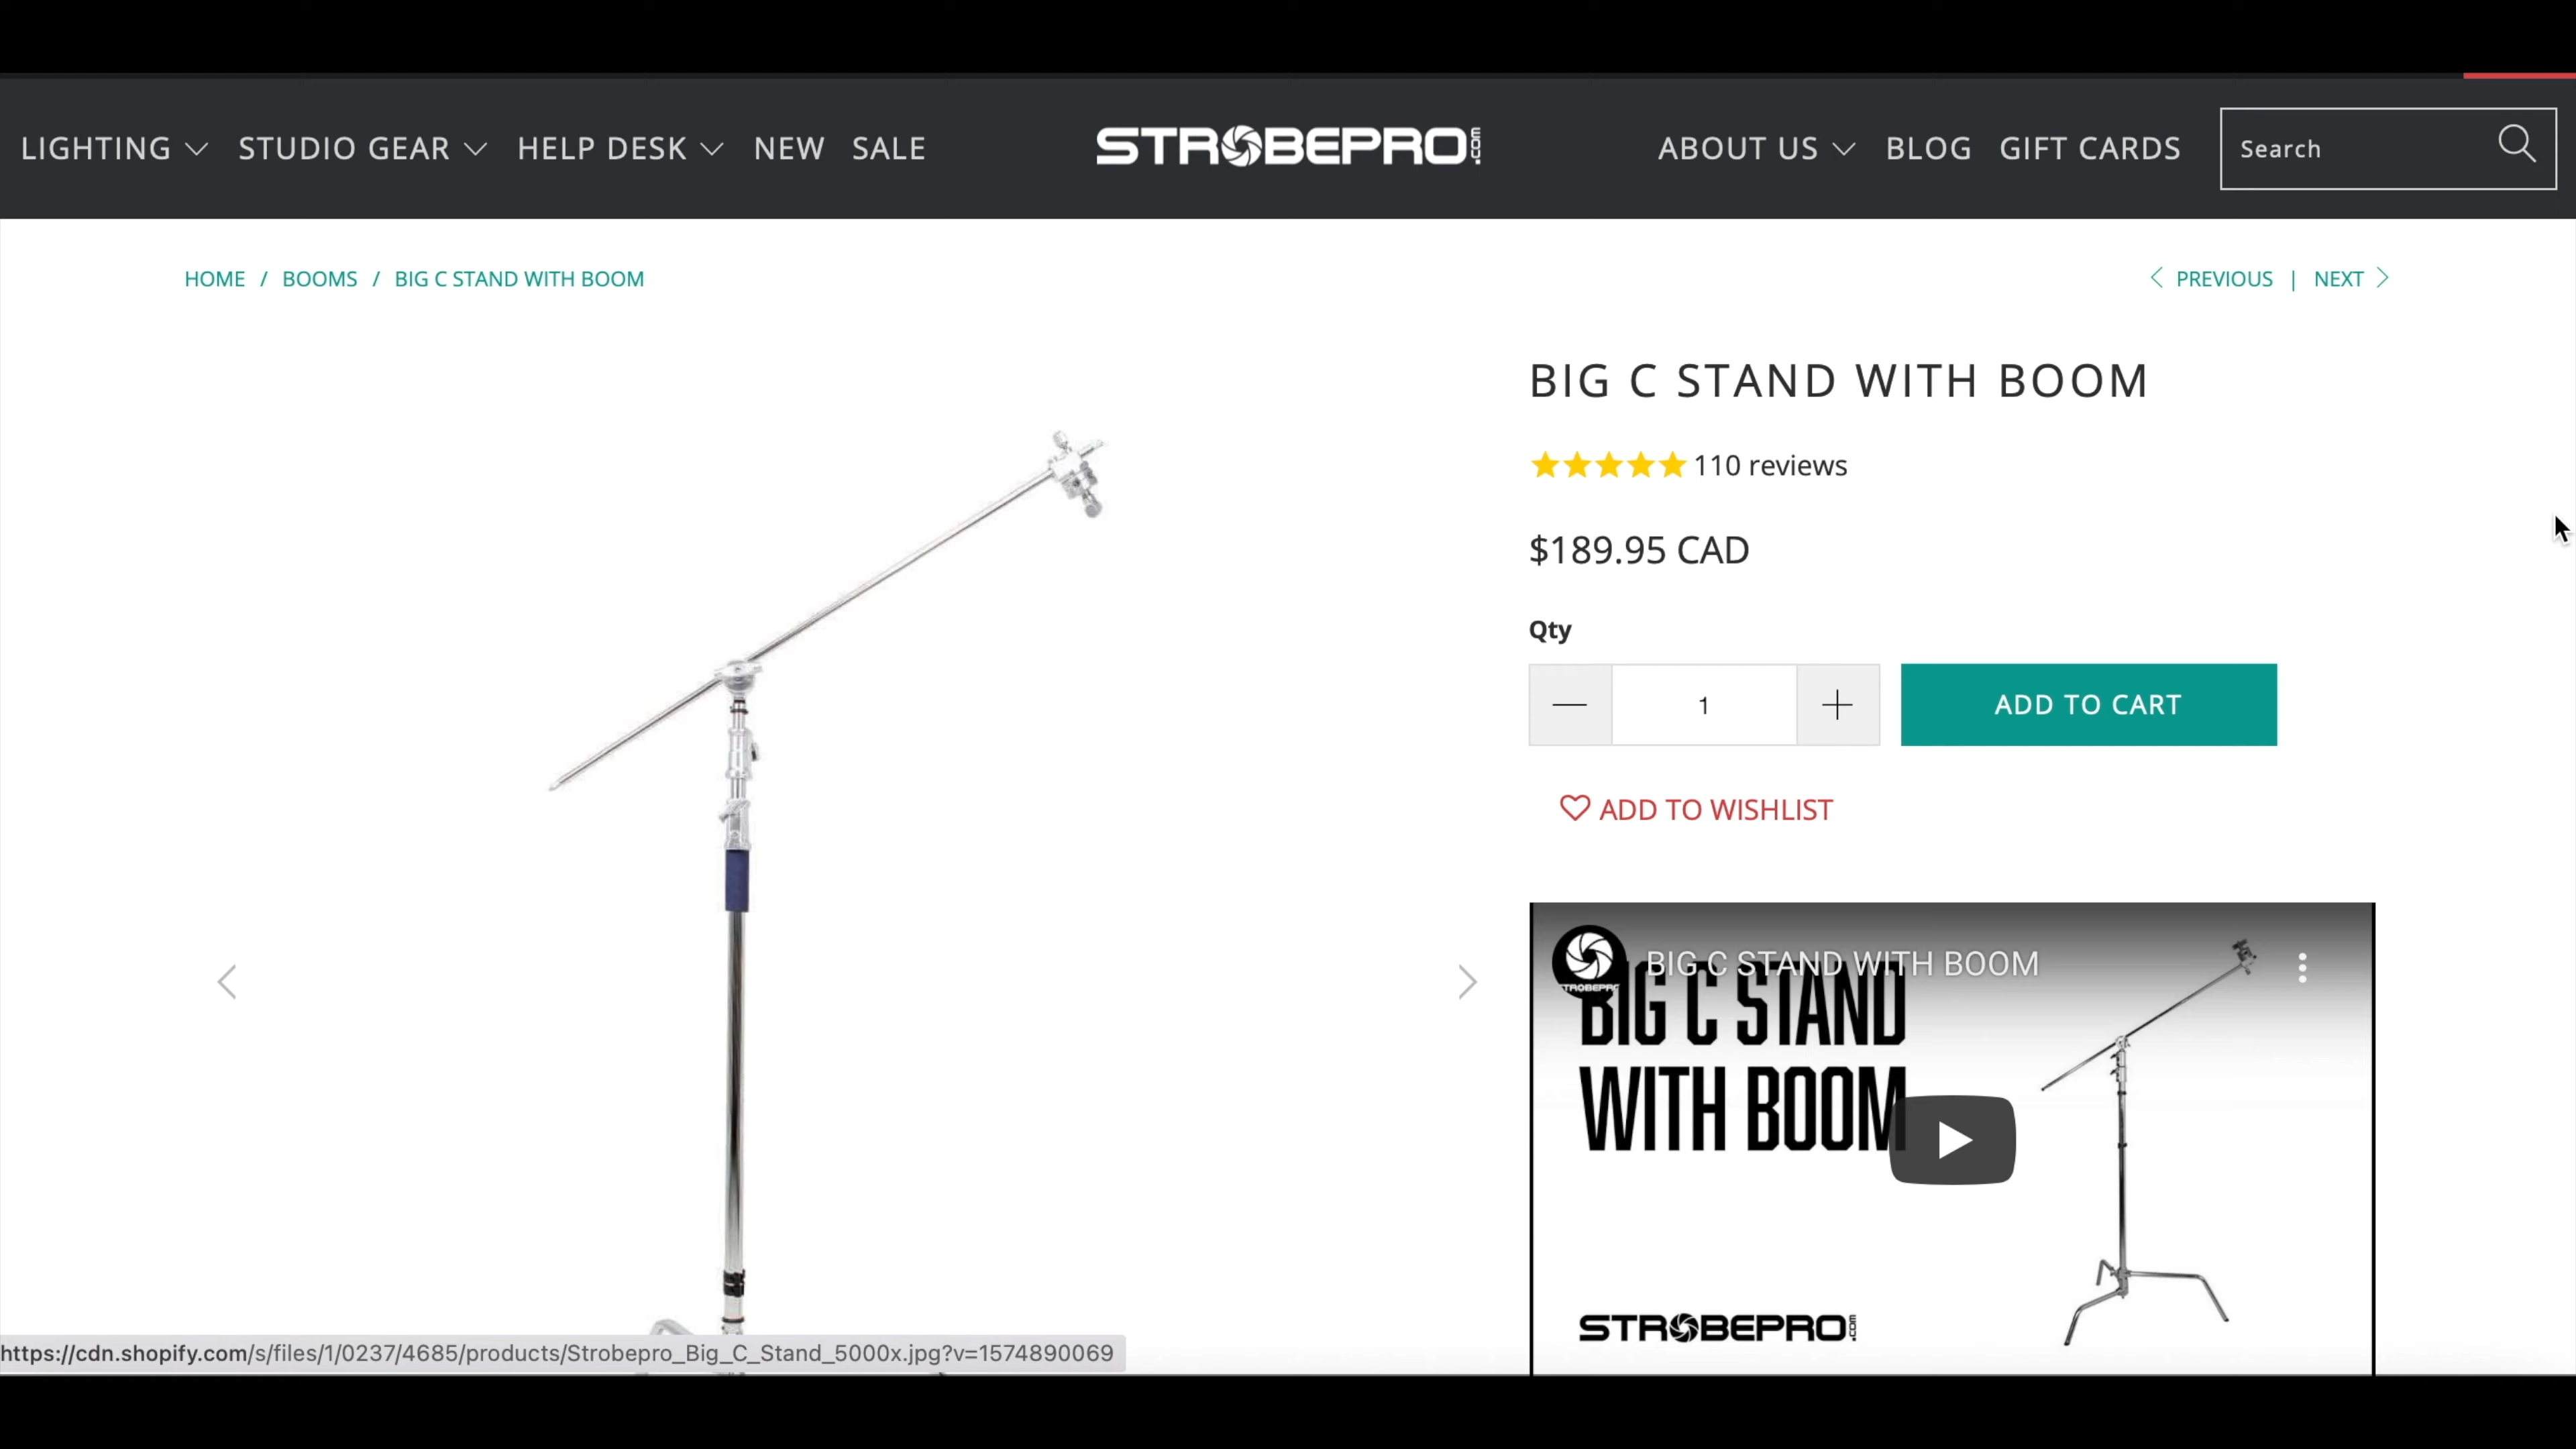 LIGHTING STUDIO GEAR HELP DESK NEW SALE STROBEPRO.com ABOUT US BLOG GIFT CARDS Search
HOME / BOOMS / BIG C STAND WITH BOOM PREVIOUS | NEXT
BIG C STAND WITH BOOM
110 reviews
$189.95 CAD
Qty
1 ADD TO CART
ADD TO WISHLIST
BIG C STAND WITH BOOM
STROBEPRO
BIG C STAND
WITH BOOM
STROBEPRO.com
https://cdn.shopify.com/s/files/1/0237/4685/products/Strobepro_Big_C_Stand_5000x.jpg?v=1574890069